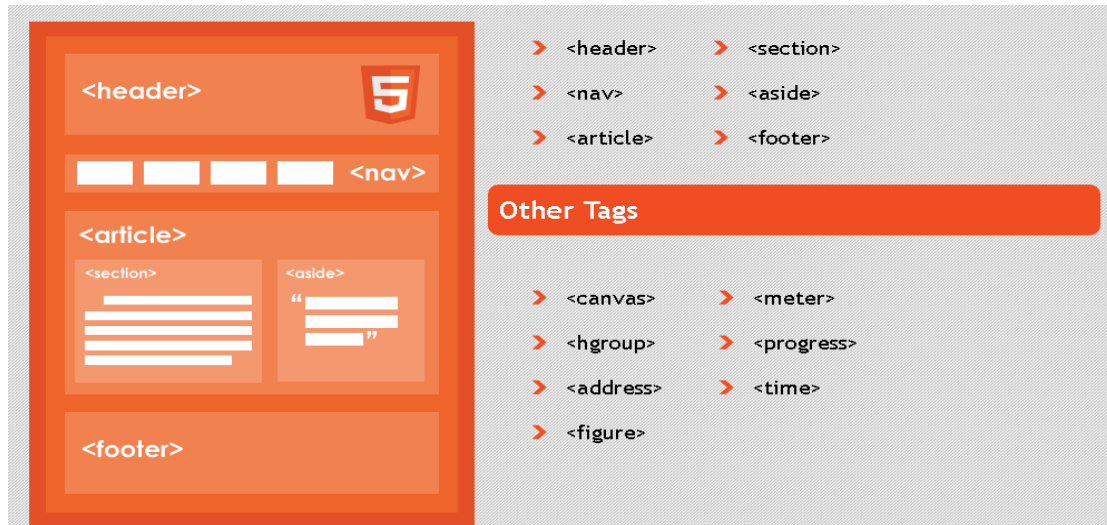 <header>
5
<nav>
<article>
<section>
<aside>
“
”
<footer>
<header>
<section>
<nav>
<aside>
<article>
<footer>
Other Tags
<canvas>
<meter>
<hgroup>
<progress>
<address>
<time>
<figure>